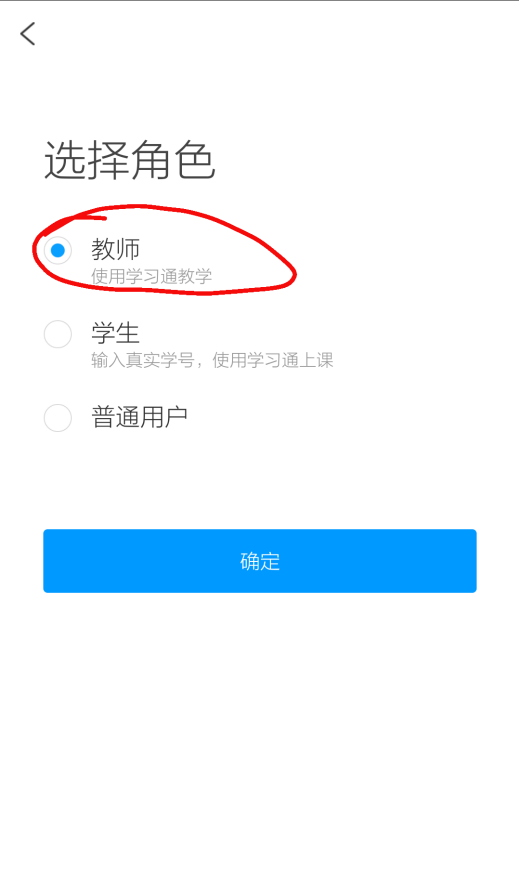 选择角色
教师
使用学习通教学
学生
输入真实学号，使用学习通上课
普通用户
确定